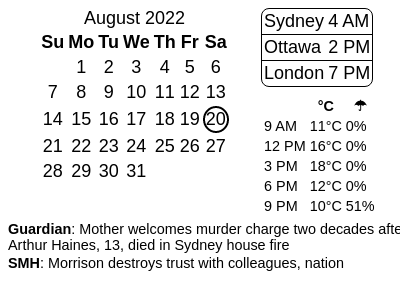 August 2022
Su Mo Tu We Th Fr Sa
1 2 3 4 5 6
7 8 9 10 11 12 13
14 15 16 17 18 19 20
21 22 23 24 25 26 27
28 29 30 31
Sydney 4 AM
Ottawa 2 PM
London 7 PM
°C ☂
9 AM 11°C 0%
12 PM 16°C 0%
3 PM 18°C 0%
6 PM 12°C 0%
9 PM 10°C 51%
Guardian: Mother welcomes murder charge two decades afte
Arthur Haines, 13, died in Sydney house fire
SMH: Morrison destroys trust with colleagues, nation